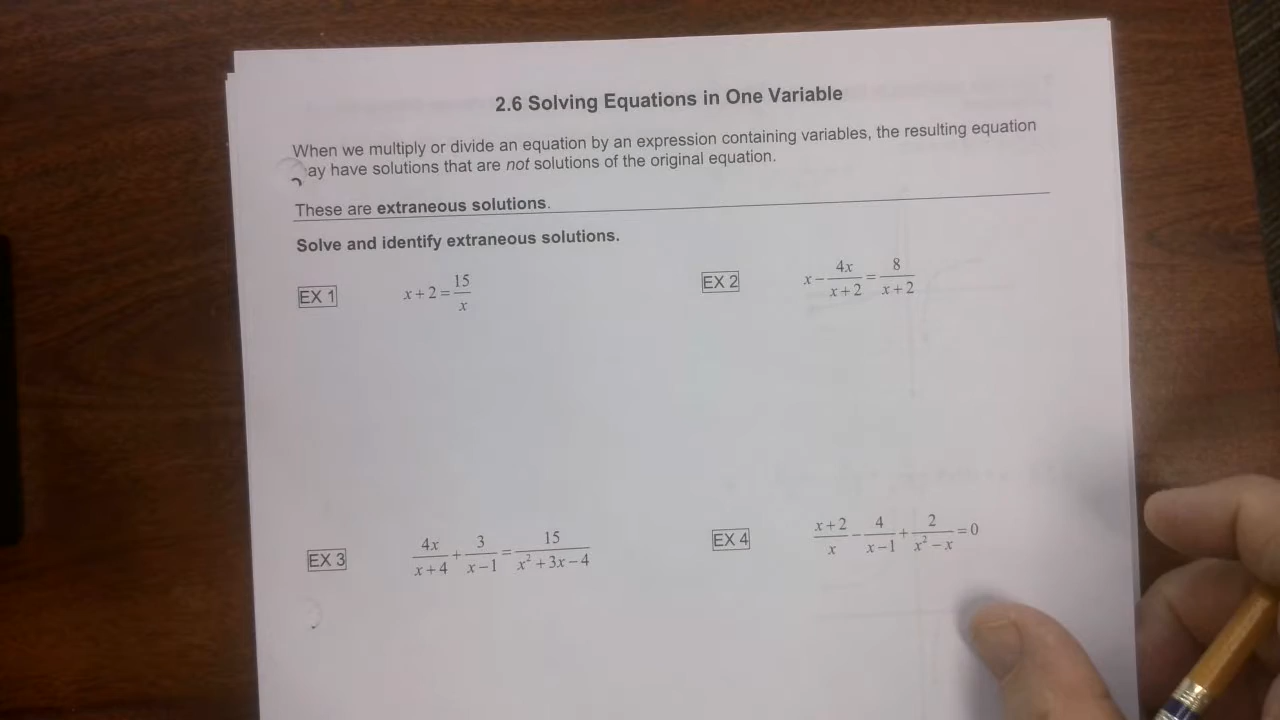 2.6 Solving Equations in One Variable
When we multiply or divide an equation by an expression containing variables, the resulting equation
ay have solutions that are not solutions of the original equation.
These are extraneous solutions.
Solve and identify extraneous solutions.
EX 1 x + 2 = 15/x
EX 2 x − 4x/(x + 2) = 8/(x + 2)
EX 3 4x/(x + 4) + 3/(x − 1) = 15/(x² + 3x − 4)
EX 4 (x + 2)/x − 4/(x − 1) + 2/(x² − x) = 0